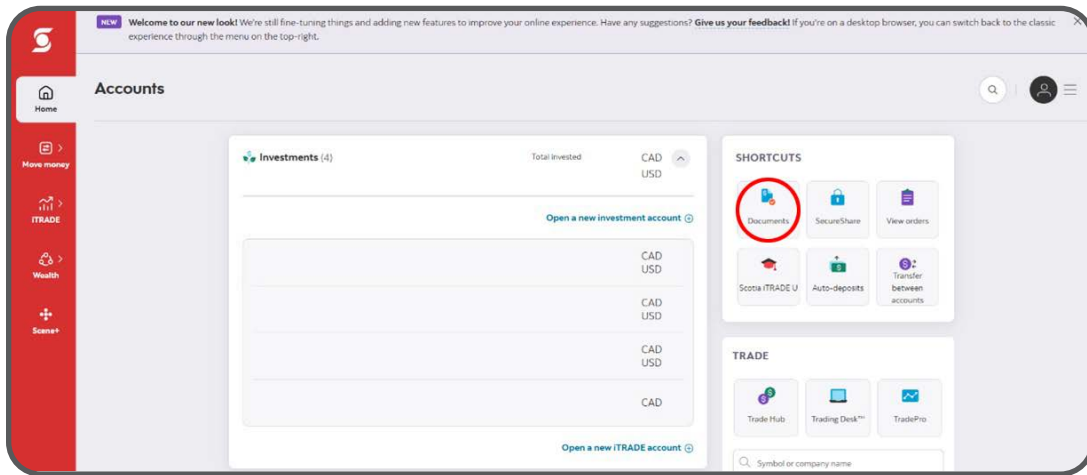 NEW Welcome to our new look! We're still fine-tuning things and adding new features to improve your online experience. Have any suggestions? Give us your feedback! If you're on a desktop browser, you can switch back to the classic
experience through the menu on the top-right.
Home
Move money
iTRADE
Wealth
Scene+
Accounts
Investments (4) Total invested CAD
USD
Open a new investment account
CAD
USD
CAD
USD
CAD
USD
CAD
Open a new iTRADE account
SHORTCUTS
Documents SecureShare View orders
Scotia iTRADE U Auto-deposits Transfer
between
accounts
TRADE
Trade Hub Trading Desk™ TradePro
Symbol or company name